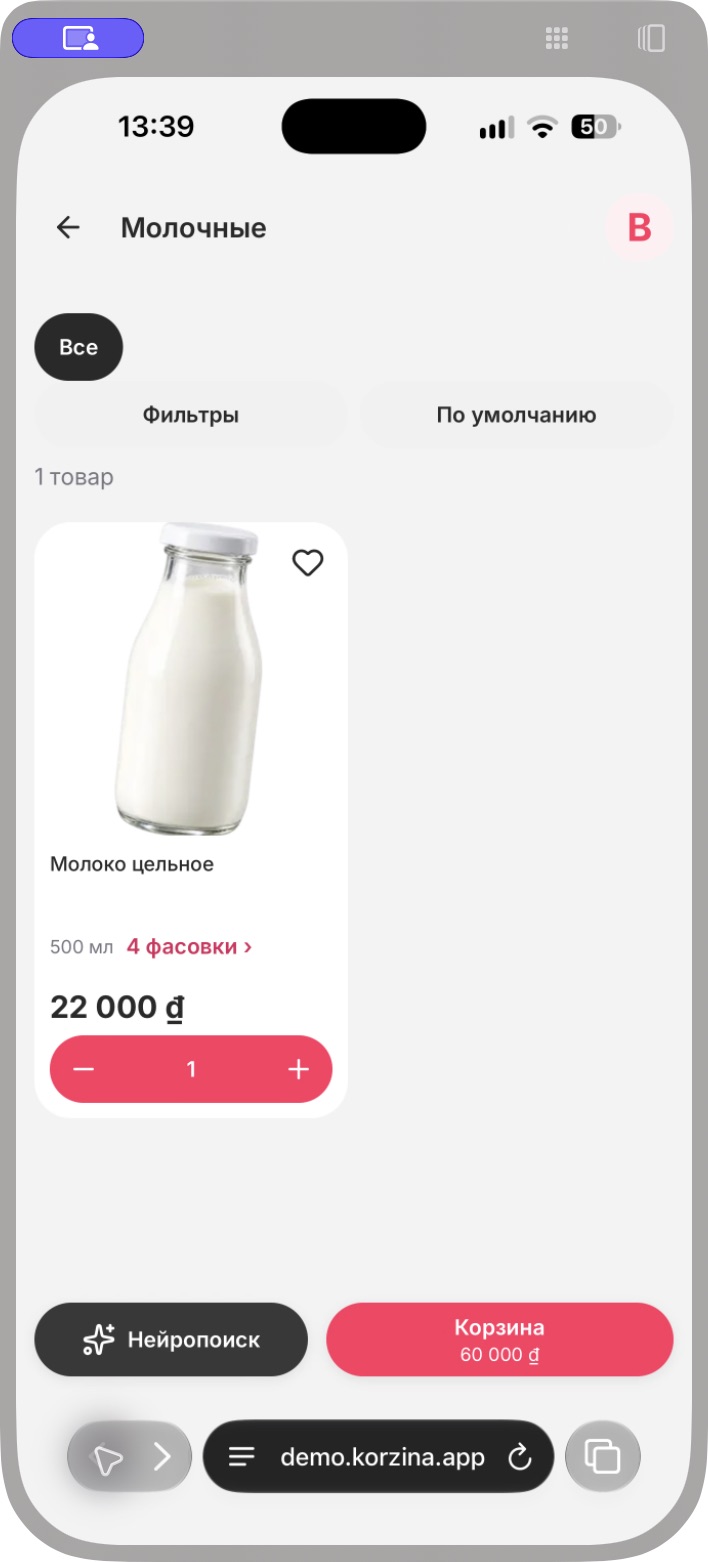 13:39
50
Молочные
B
Все
Фильтры
По умолчанию
1 товар
Молоко цельное
500 мл 4 фасовки ›
22 000 ₫
− 1 +
Нейропоиск
Корзина
60 000 ₫
demo.korzina.app